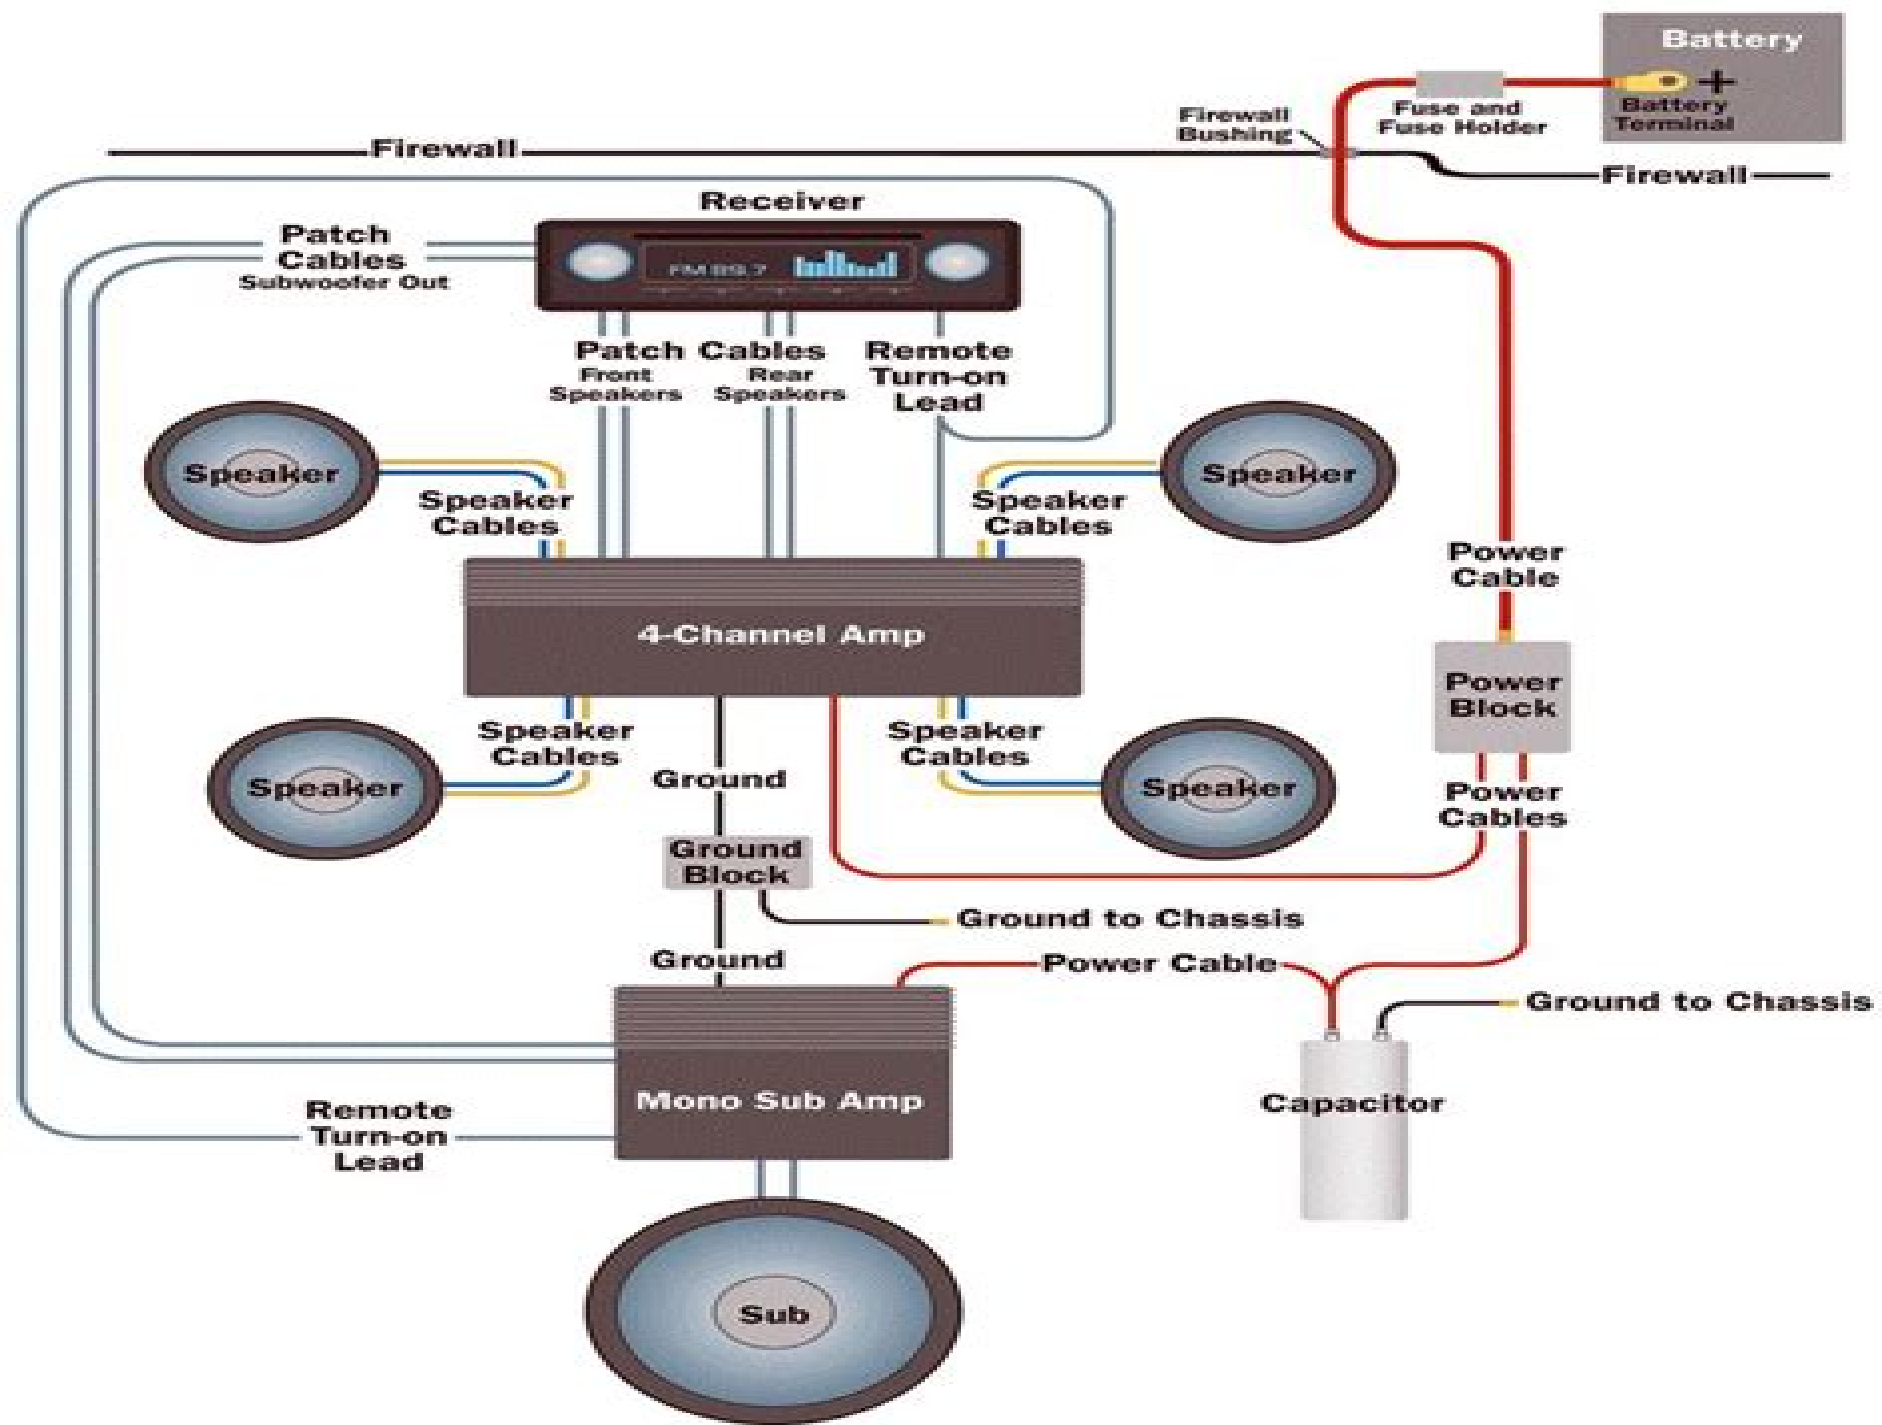 Battery
+
Battery
Terminal
Fuse and
Fuse Holder
Firewall
Bushing
Firewall
Firewall
Receiver
FM 89.7
Patch
Cables
Subwoofer Out
Patch Cables
Front
Speakers
Rear
Speakers
Remote
Turn-on
Lead
Speaker
Speaker
Cables
Speaker
Cables
Speaker
Power
Cable
4-Channel Amp
Power
Block
Speaker
Speaker
Cables
Ground
Speaker
Cables
Speaker
Power
Cables
Ground
Block
Ground to Chassis
Ground
Power Cable
Ground to Chassis
Mono Sub Amp
Capacitor
Remote
Turn-on
Lead
Sub